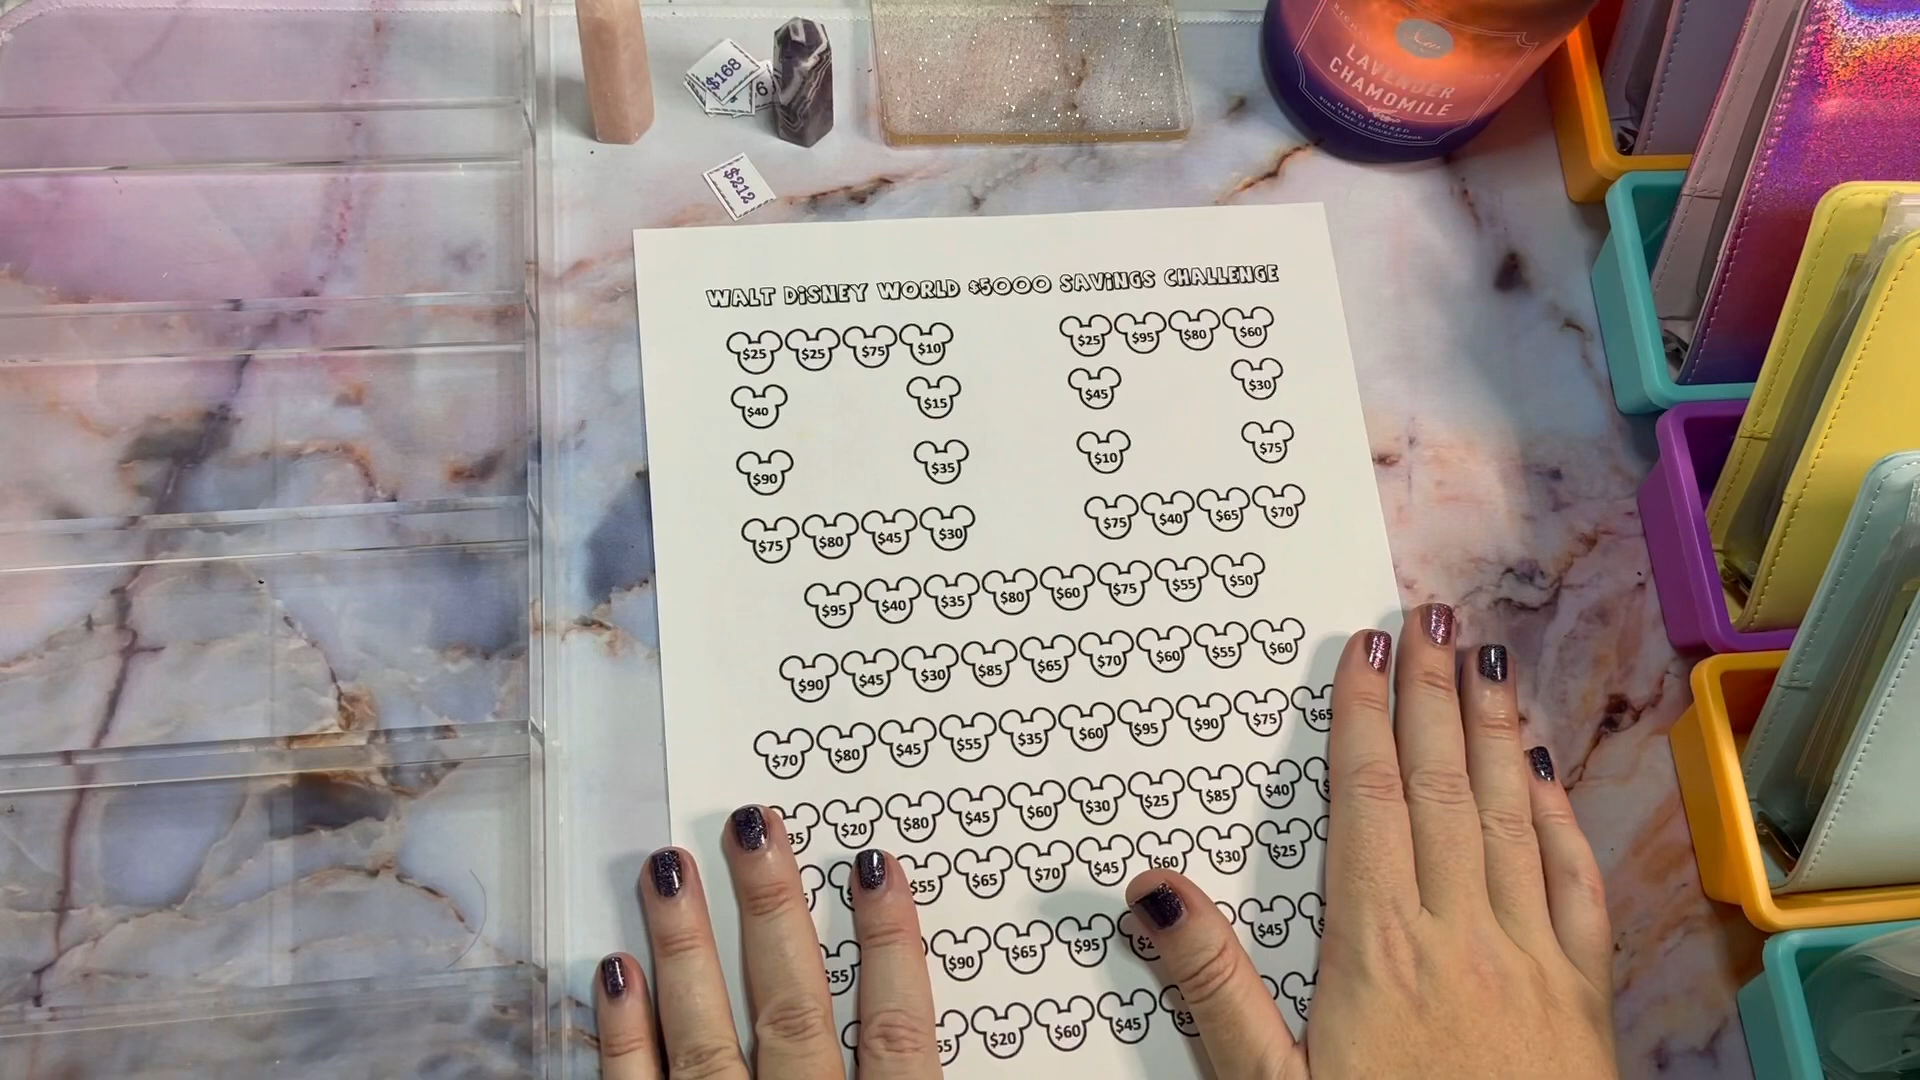 $168
6
$212
LAVENDER
CHAMOMILE
HAND POURED
WALT DiSNEY WORLD $5000 SAViNGS CHALLENGE
$25 $25 $75 $10 $25 $95 $80 $60
$40 $15 $45 $30
$90 $35 $10 $75
$75 $80 $45 $30 $75 $40 $65 $70
$95 $40 $35 $80 $60 $75 $55 $50
$90 $45 $30 $85 $65 $70 $60 $55 $60
$70 $80 $45 $55 $35 $60 $95 $90 $75 $65
$20 $80 $45 $60 $30 $25 $85 $40
$55 $65 $70 $45 $60 $30 $25
$55 $90 $65 $95 $45
$20 $60 $45